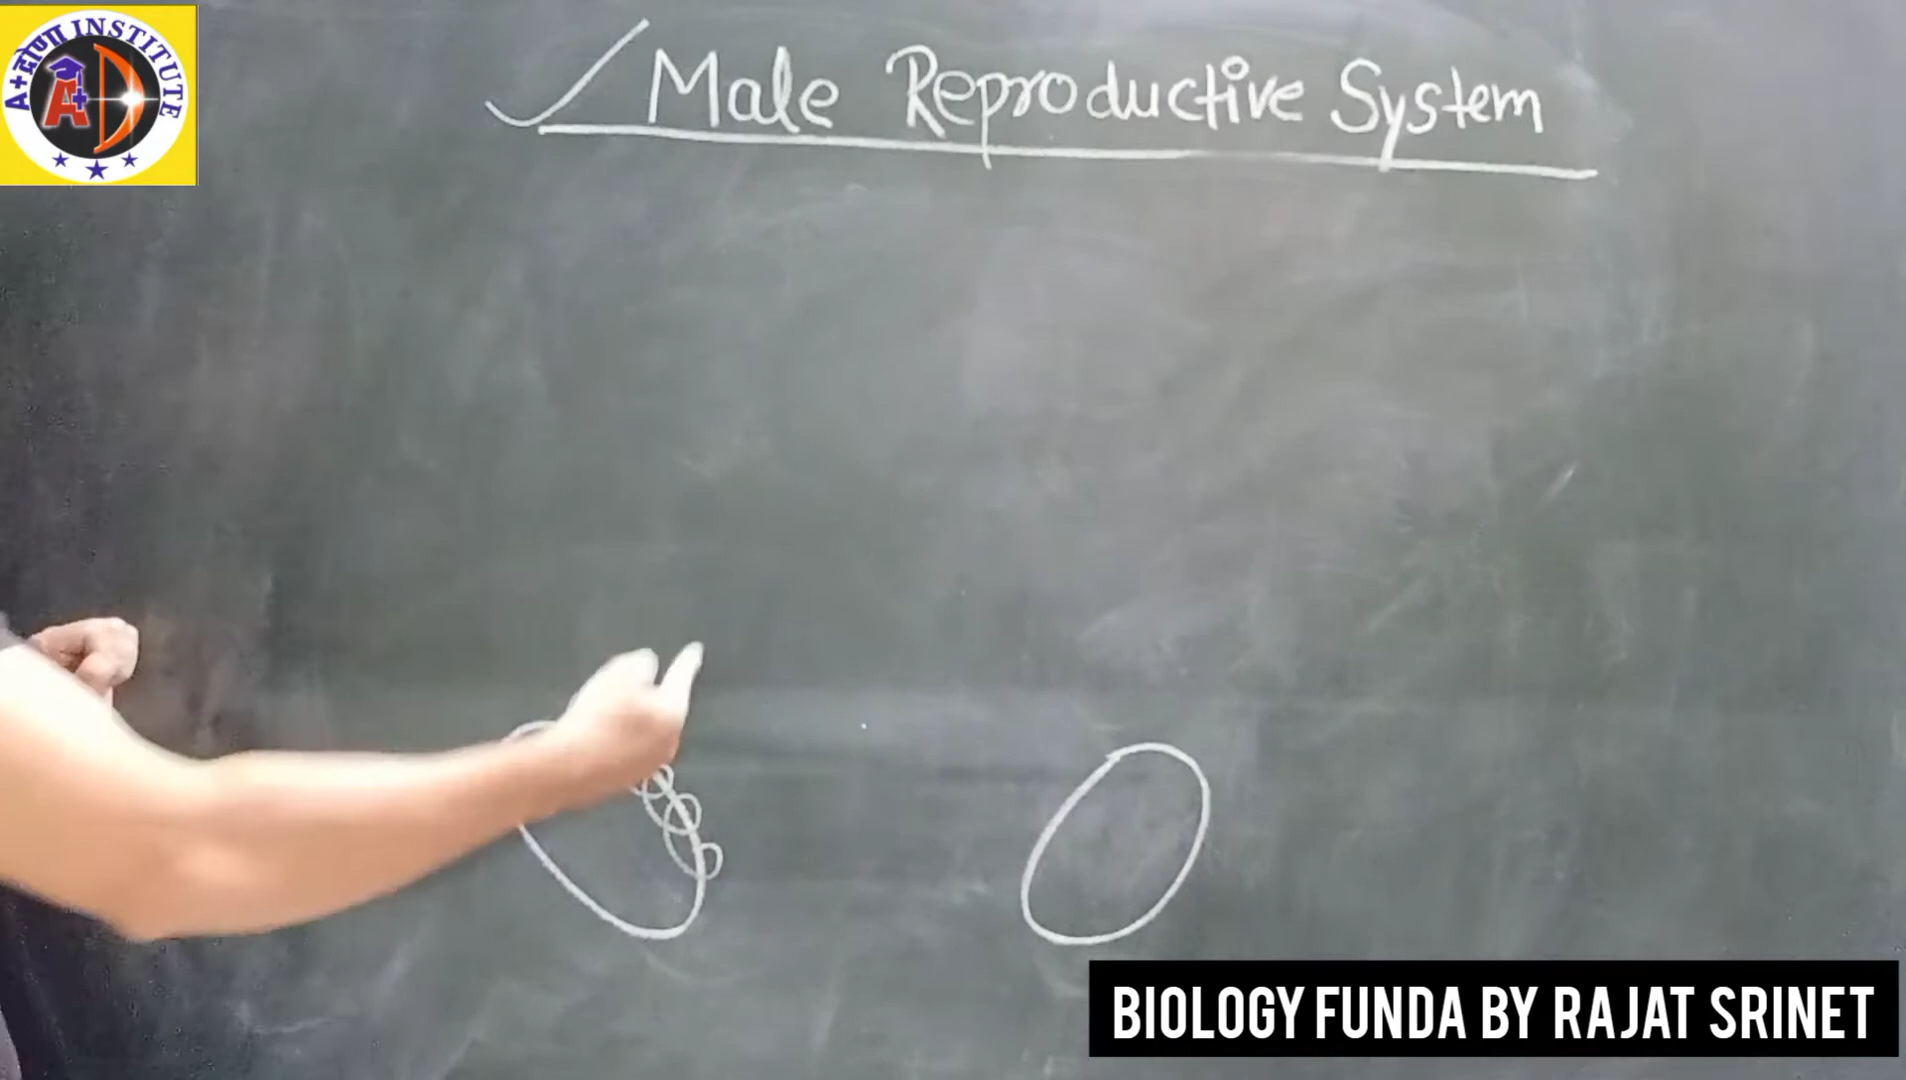 A+द्रोणा INSTITUTE
A+
Male Reproductive System
BIOLOGY FUNDA BY RAJAT SRINET